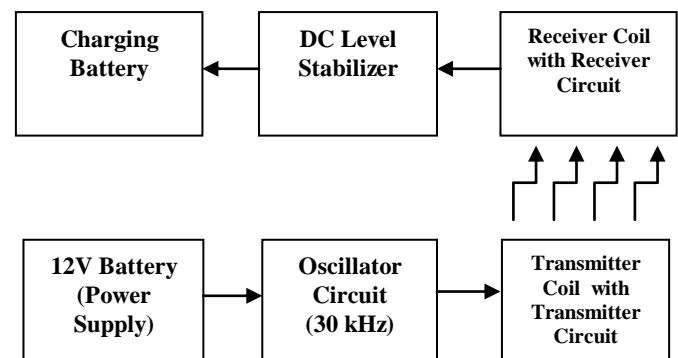 Charging
Battery
DC Level
Stabilizer
Receiver Coil
with Receiver
Circuit
12V Battery
(Power
Supply)
Oscillator
Circuit
(30 kHz)
Transmitter
Coil with
Transmitter
Circuit